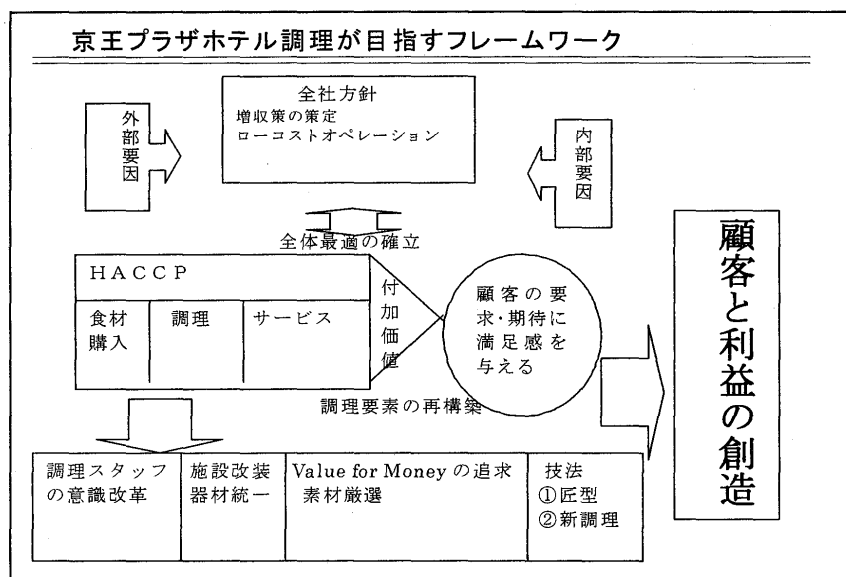 京王プラザホテル調理が目指すフレームワーク
全社方針
増収策の策定
ローコストオペレーション
外部要因
内部要因
全体最適の確立
HACCP
食材
購入
調理
サービス
付加価値
顧客の要
求・期待に
満足感を
与える
調理要素の再構築
顧客と利益の創造
調理スタッフ
の意識改革
施設改装
器材統一
Value for Moneyの追求
素材厳選
技法
①匠型
②新調理